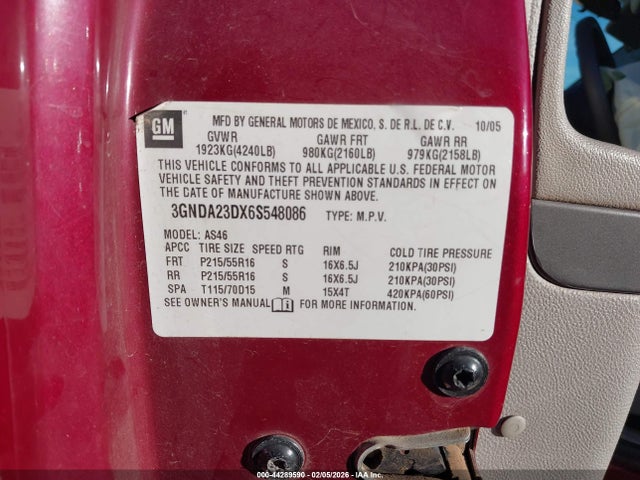 GM
MFD BY GENERAL MOTORS DE MEXICO, S. DE R.L. DE C.V. 10/05
GVWR GAWR FRT GAWR RR
1923KG(4240LB) 980KG(2160LB) 979KG(2158LB)
THIS VEHICLE CONFORMS TO ALL APPLICABLE U.S. FEDERAL MOTOR
VEHICLE SAFETY AND THEFT PREVENTION STANDARDS IN EFFECT ON
THE DATE OF MANUFACTURE SHOWN ABOVE.
3GNDA23DX6S548086 TYPE: M.P.V.
MODEL: AS46
APCC TIRE SIZE SPEED RTG RIM COLD TIRE PRESSURE
FRT P215/55R16 S 16X6.5J 210KPA(30PSI)
RR P215/55R16 S 16X6.5J 210KPA(30PSI)
SPA T115/70D15 M 15X4T 420KPA(60PSI)
SEE OWNER'S MANUAL FOR MORE INFORMATION.
000-44289590 - 02/05/2026 - IAAI.com